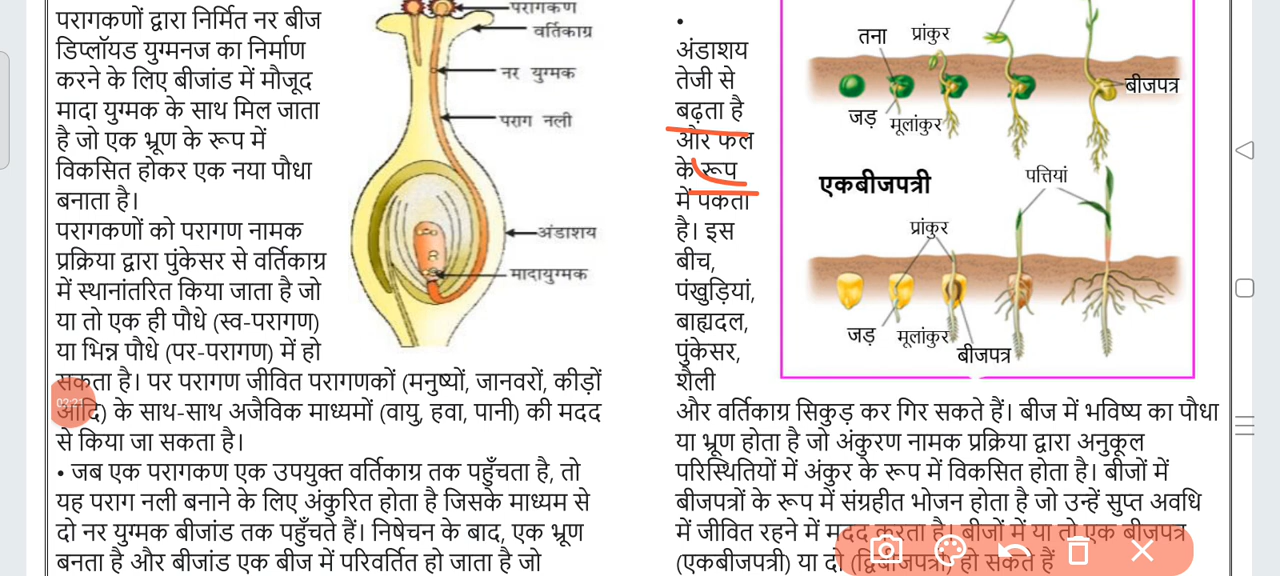 परागकणों द्वारा निर्मित नर बीज
डिप्लॉयड युग्मनज का निर्माण
करने के लिए बीजांड में मौजूद
मादा युग्मक के साथ मिल जाता
है जो एक भ्रूण के रूप में
विकसित होकर एक नया पौधा
बनाता है।
परागकणों को परागण नामक
प्रक्रिया द्वारा पुंकेसर से वर्तिकाग्र
में स्थानांतरित किया जाता है जो
या तो एक ही पौधे (स्व-परागण)
या भिन्न पौधे (पर-परागण) में हो
सकता है। पर परागण जीवित परागणकों (मनुष्यों, जानवरों, कीड़ों
आदि) के साथ-साथ अजैविक माध्यमों (वायु, हवा, पानी) की मदद
से किया जा सकता है।
• जब एक परागकण एक उपयुक्त वर्तिकाग्र तक पहुँचता है, तो
यह पराग नली बनाने के लिए अंकुरित होता है जिसके माध्यम से
दो नर युग्मक बीजांड तक पहुँचते हैं। निषेचन के बाद, एक भ्रूण
बनता है और बीजांड एक बीज में परिवर्तित हो जाता है जो
परागकण
वर्तिकाग्र
नर युग्मक
पराग नली
अंडाशय
मादायुग्मक
02:21
•
अंडाशय
तेजी से
बढ़ता है
और फल
के रूप
में पकता
है। इस
बीच,
पंखुड़ियां,
बाह्यदल,
पुंकेसर,
शैली
और वर्तिकाग्र सिकुड़ कर गिर सकते हैं। बीज में भविष्य का पौधा
या भ्रूण होता है जो अंकुरण नामक प्रक्रिया द्वारा अनुकूल
परिस्थितियों में अंकुर के रूप में विकसित होता है। बीजों में
बीजपत्रों के रूप में संग्रहीत भोजन होता है जो उन्हें सुप्त अवधि
में जीवित रहने में मदद करता है। बीजों में या तो एक बीजपत्र
(एकबीजपत्री) या दो (द्विबीजपत्री) हो सकते हैं
तना प्रांकुर
बीजपत्र
जड़ मूलांकुर
एकबीजपत्री
पत्तियां
प्रांकुर
जड़ मूलांकुर
बीजपत्र